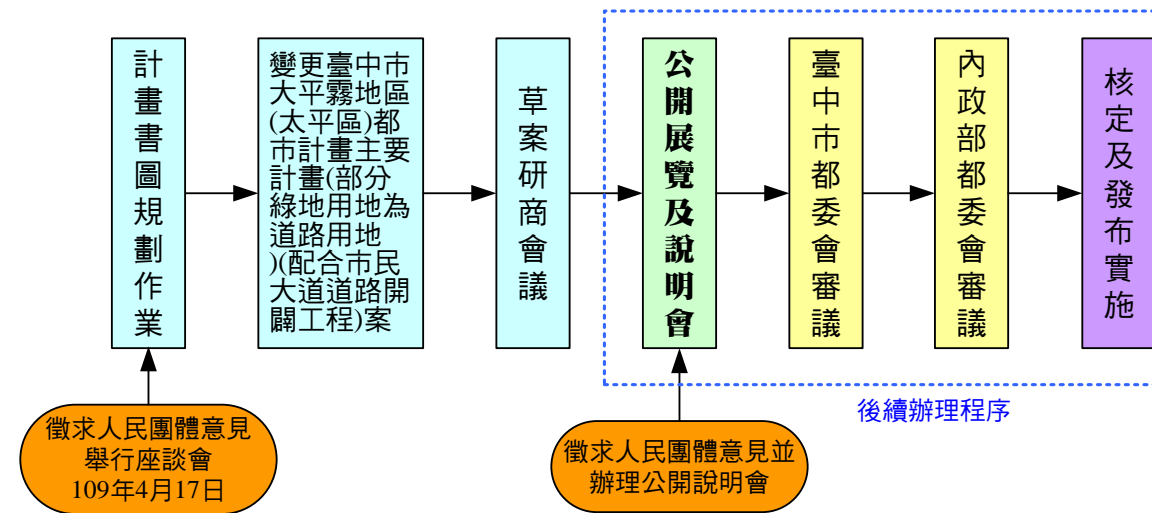 計畫書圖規劃作業
變更臺中市
大平霧地區
(太平區)都
市計畫主要
計畫(部分
綠地用地為
道路用地
)(配合市民
大道道路開
闢工程)案
草案研商會議
公開展覽及說明會
臺中市都委會審議
內政部都委會審議
核定及發布實施
後續辦理程序
徵求人民團體意見
舉行座談會
109年4月17日
徵求人民團體意見並
辦理公開說明會